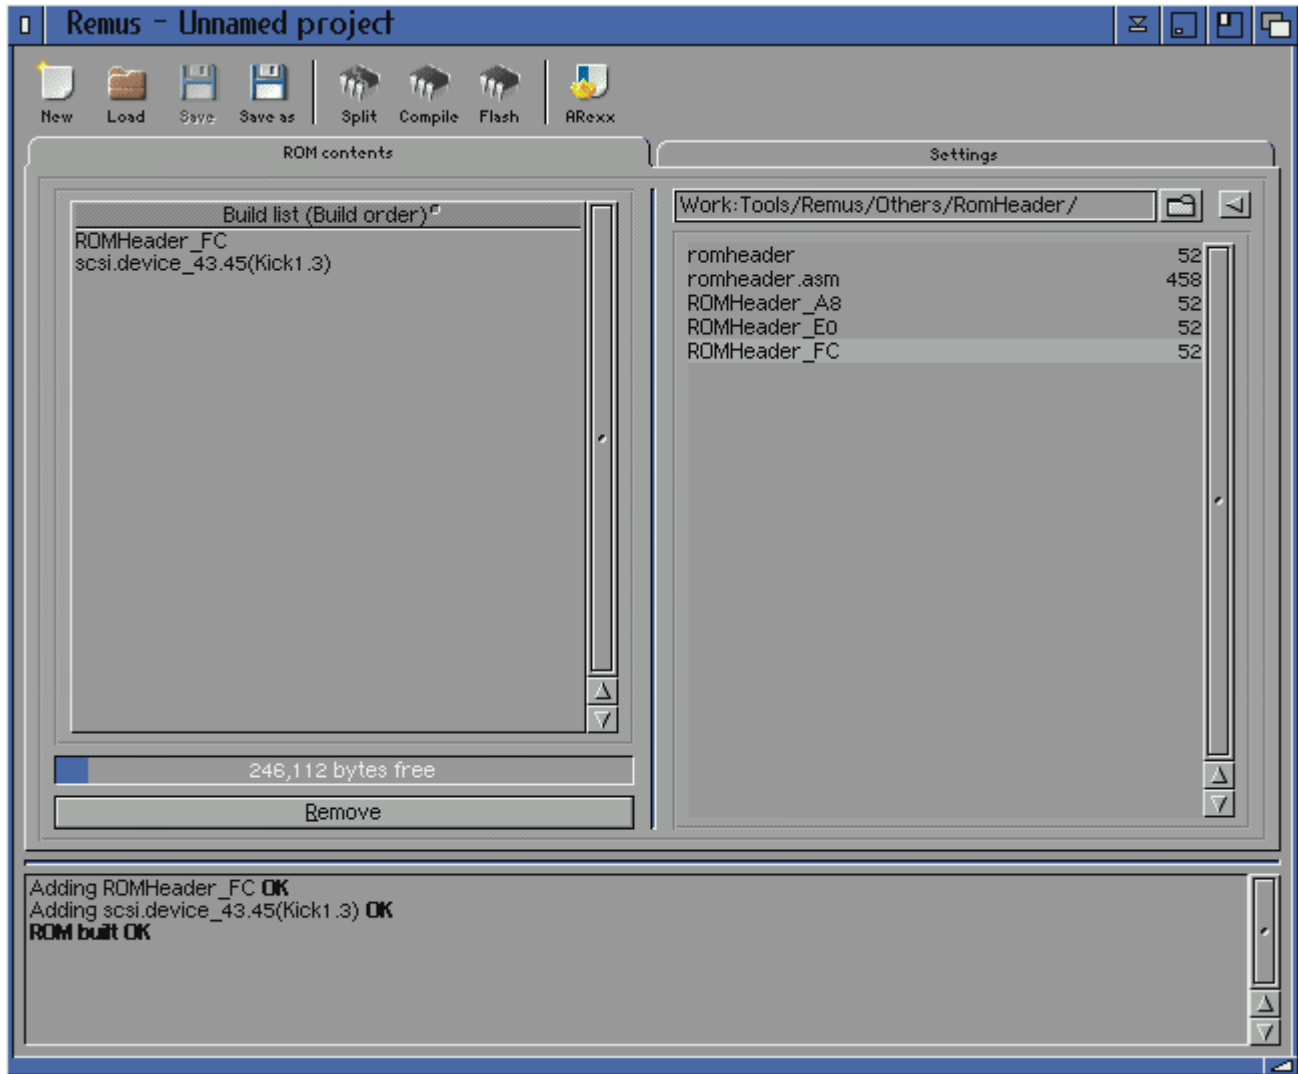 Remus - Unnamed project
New Load Save Save as Split Compile Flash ARexx
ROM contents
Settings
Build list (Build order)
ROMHeader_FC
scsi.device_43.45(Kick1.3)
246,112 bytes free
Remove
Work:Tools/Remus/Others/RomHeader/
romheader 52
romheader.asm 458
ROMHeader_A8 52
ROMHeader_E0 52
ROMHeader_FC 52
Adding ROMHeader_FC OK
Adding scsi.device_43.45(Kick1.3) OK
ROM built OK